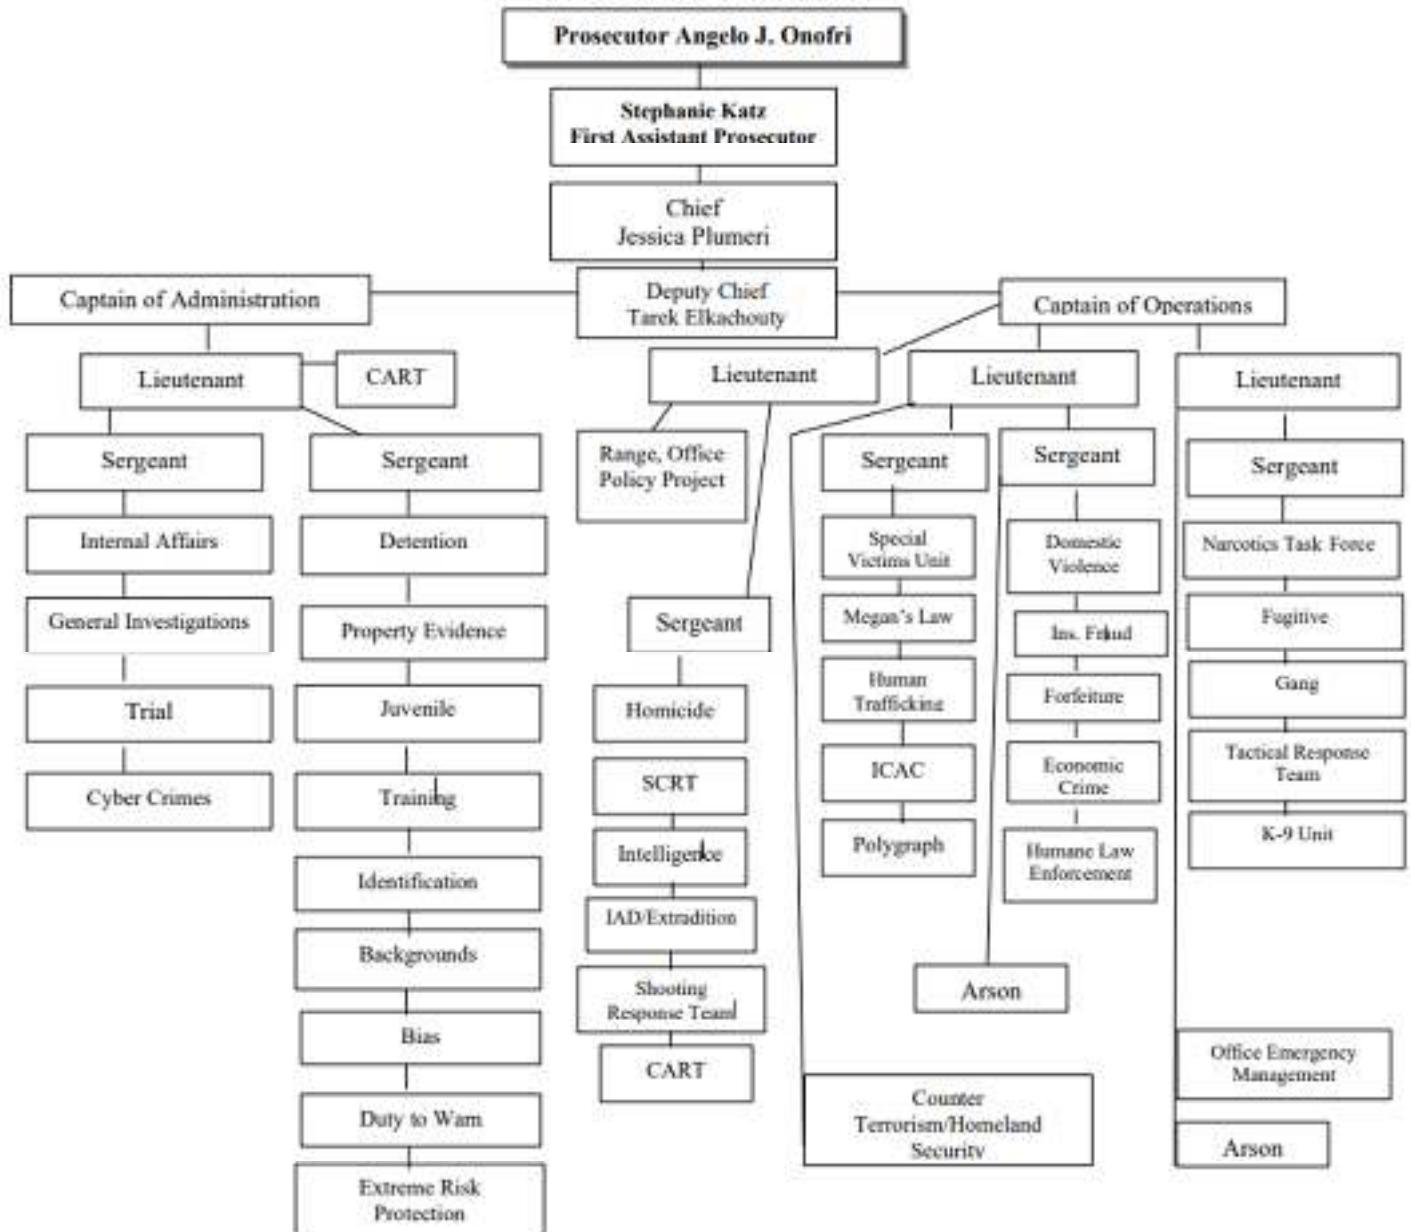 Prosecutor Angelo J. Onofri
Stephanie Katz
First Assistant Prosecutor
Chief
Jessica Plumeri
Deputy Chief
Tarek Elkachouty
Captain of Administration
Captain of Operations
Lieutenant
CART
Sergeant
Internal Affairs
General Investigations
Trial
Cyber Crimes
Sergeant
Detention
Property Evidence
Juvenile
Training
Identification
Backgrounds
Bias
Duty to Warn
Extreme Risk
Protection
Lieutenant
Range, Office
Policy Project
Sergeant
Homicide
SCRT
Intelligence
IAD/Extradition
Shooting
Response Team
CART
Lieutenant
Sergeant
Special
Victims Unit
Megan's Law
Human
Trafficking
ICAC
Polygraph
Sergeant
Domestic
Violence
Ins. Fraud
Forfeiture
Economic
Crime
Humane Law
Enforcement
Arson
Counter
Terrorism/Homeland
Security
Lieutenant
Sergeant
Narcotics Task Force
Fugitive
Gang
Tactical Response
Team
K-9 Unit
Office Emergency
Management
Arson